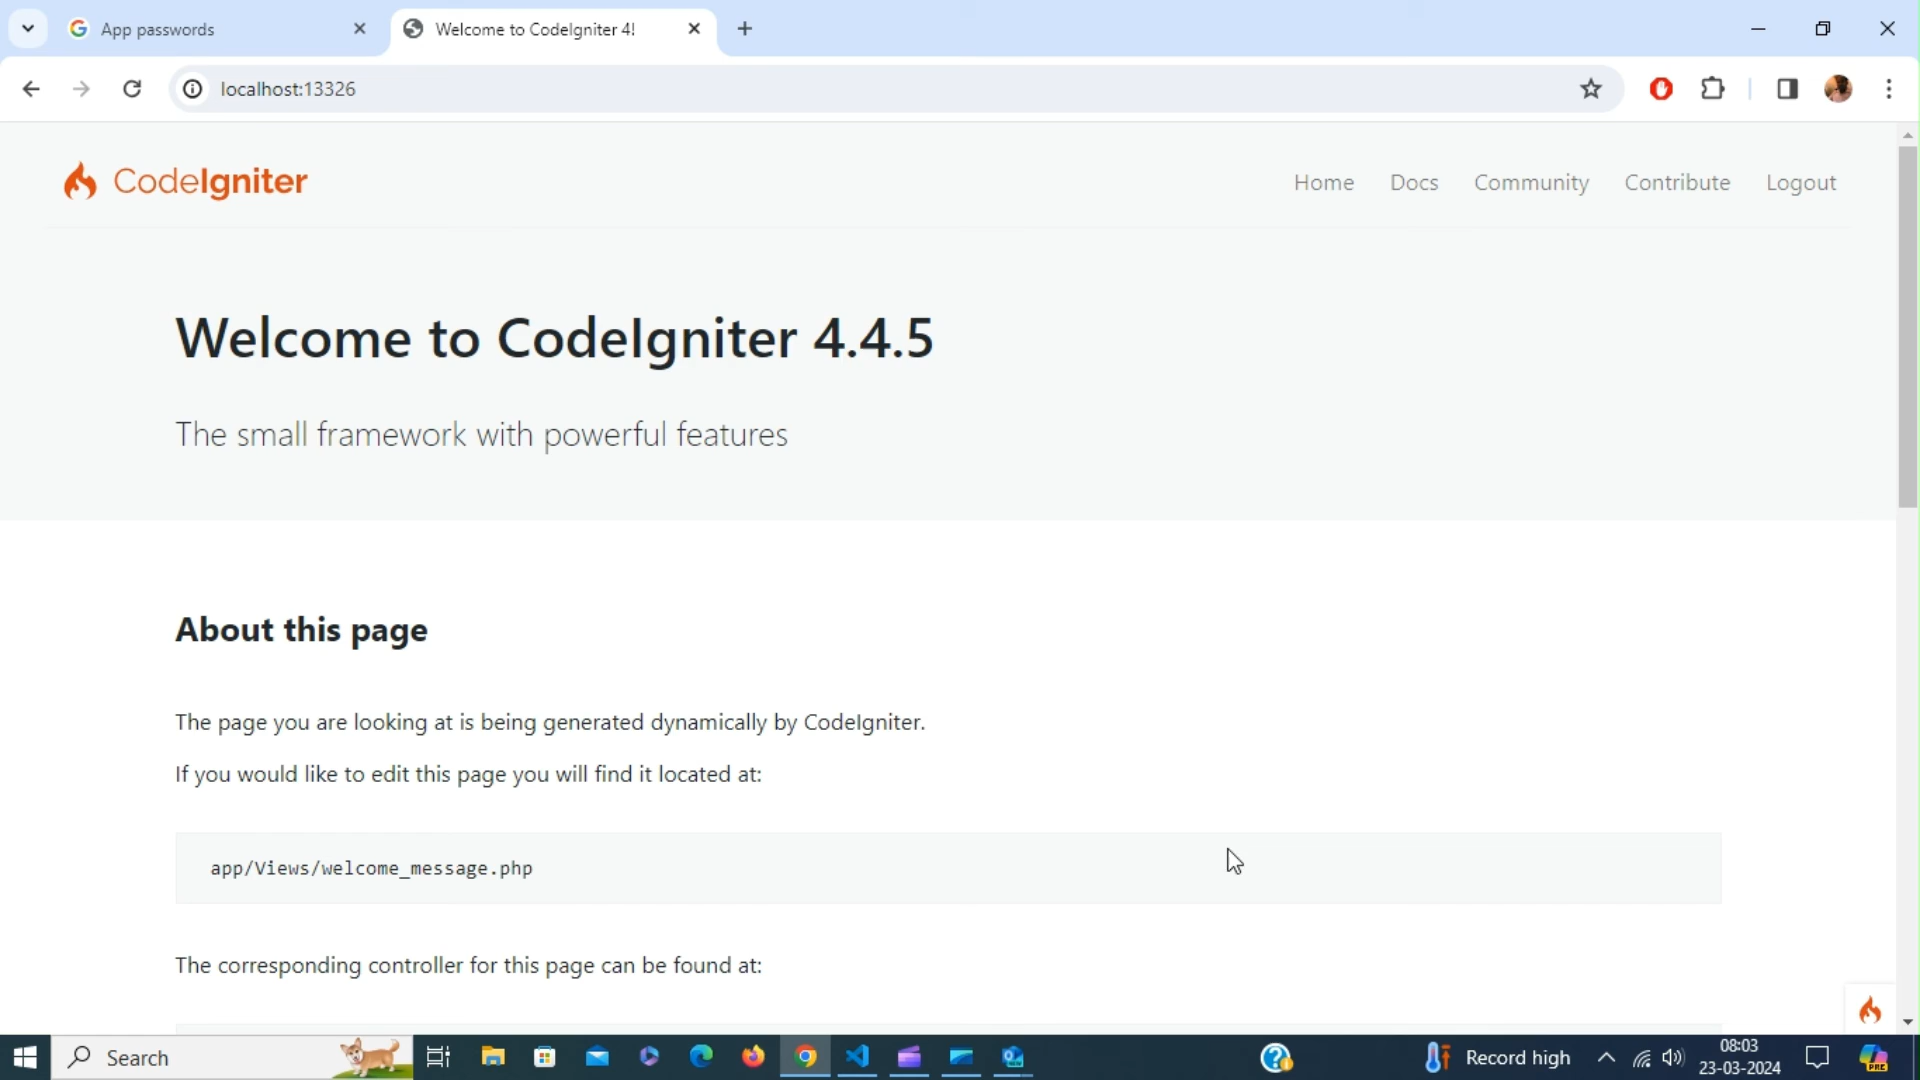 App passwords
Welcome to CodeIgniter 4!
localhost:13326
CodeIgniter
Home Docs Community Contribute Logout
Welcome to CodeIgniter 4.4.5
The small framework with powerful features
About this page
The page you are looking at is being generated dynamically by CodeIgniter.
If you would like to edit this page you will find it located at:
app/Views/welcome_message.php
The corresponding controller for this page can be found at:
Search
Record high
08:03
23-03-2024
PRE